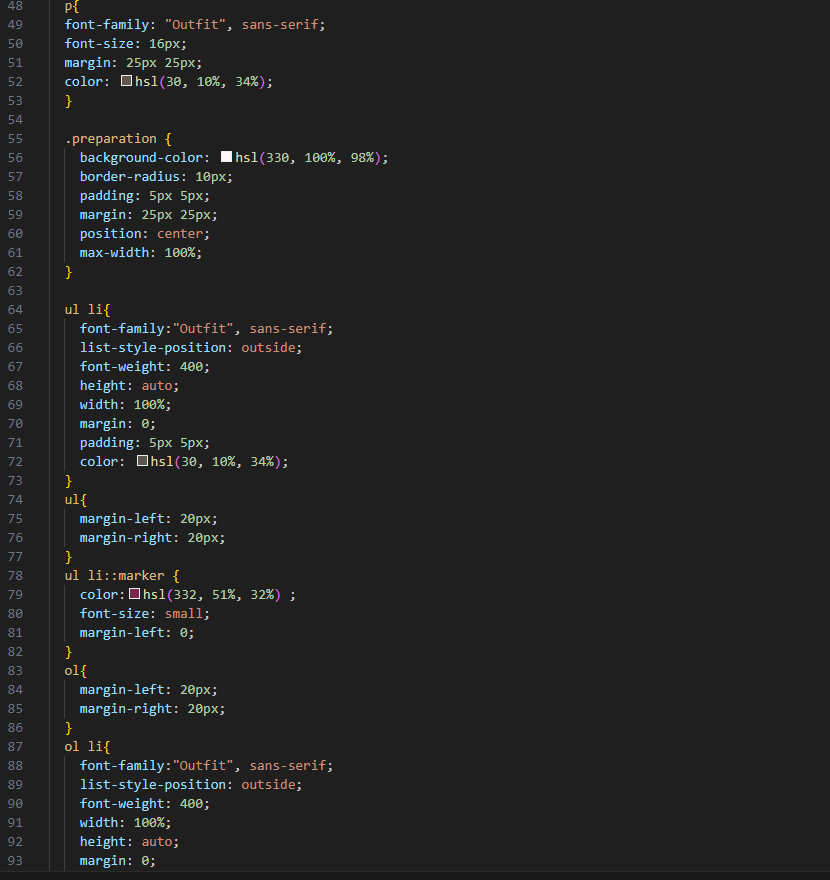 48 p{
49 font-family: "Outfit", sans-serif;
50 font-size: 16px;
51 margin: 25px 25px;
52 color: hsl(30, 10%, 34%);
53 }
54
55 .preparation {
56 background-color: hsl(330, 100%, 98%);
57 border-radius: 10px;
58 padding: 5px 5px;
59 margin: 25px 25px;
60 position: center;
61 max-width: 100%;
62 }
63
64 ul li{
65 font-family:"Outfit", sans-serif;
66 list-style-position: outside;
67 font-weight: 400;
68 height: auto;
69 width: 100%;
70 margin: 0;
71 padding: 5px 5px;
72 color: hsl(30, 10%, 34%);
73 }
74 ul{
75 margin-left: 20px;
76 margin-right: 20px;
77 }
78 ul li::marker {
79 color:hsl(332, 51%, 32%) ;
80 font-size: small;
81 margin-left: 0;
82 }
83 ol{
84 margin-left: 20px;
85 margin-right: 20px;
86 }
87 ol li{
88 font-family:"Outfit", sans-serif;
89 list-style-position: outside;
90 font-weight: 400;
91 width: 100%;
92 height: auto;
93 margin: 0;